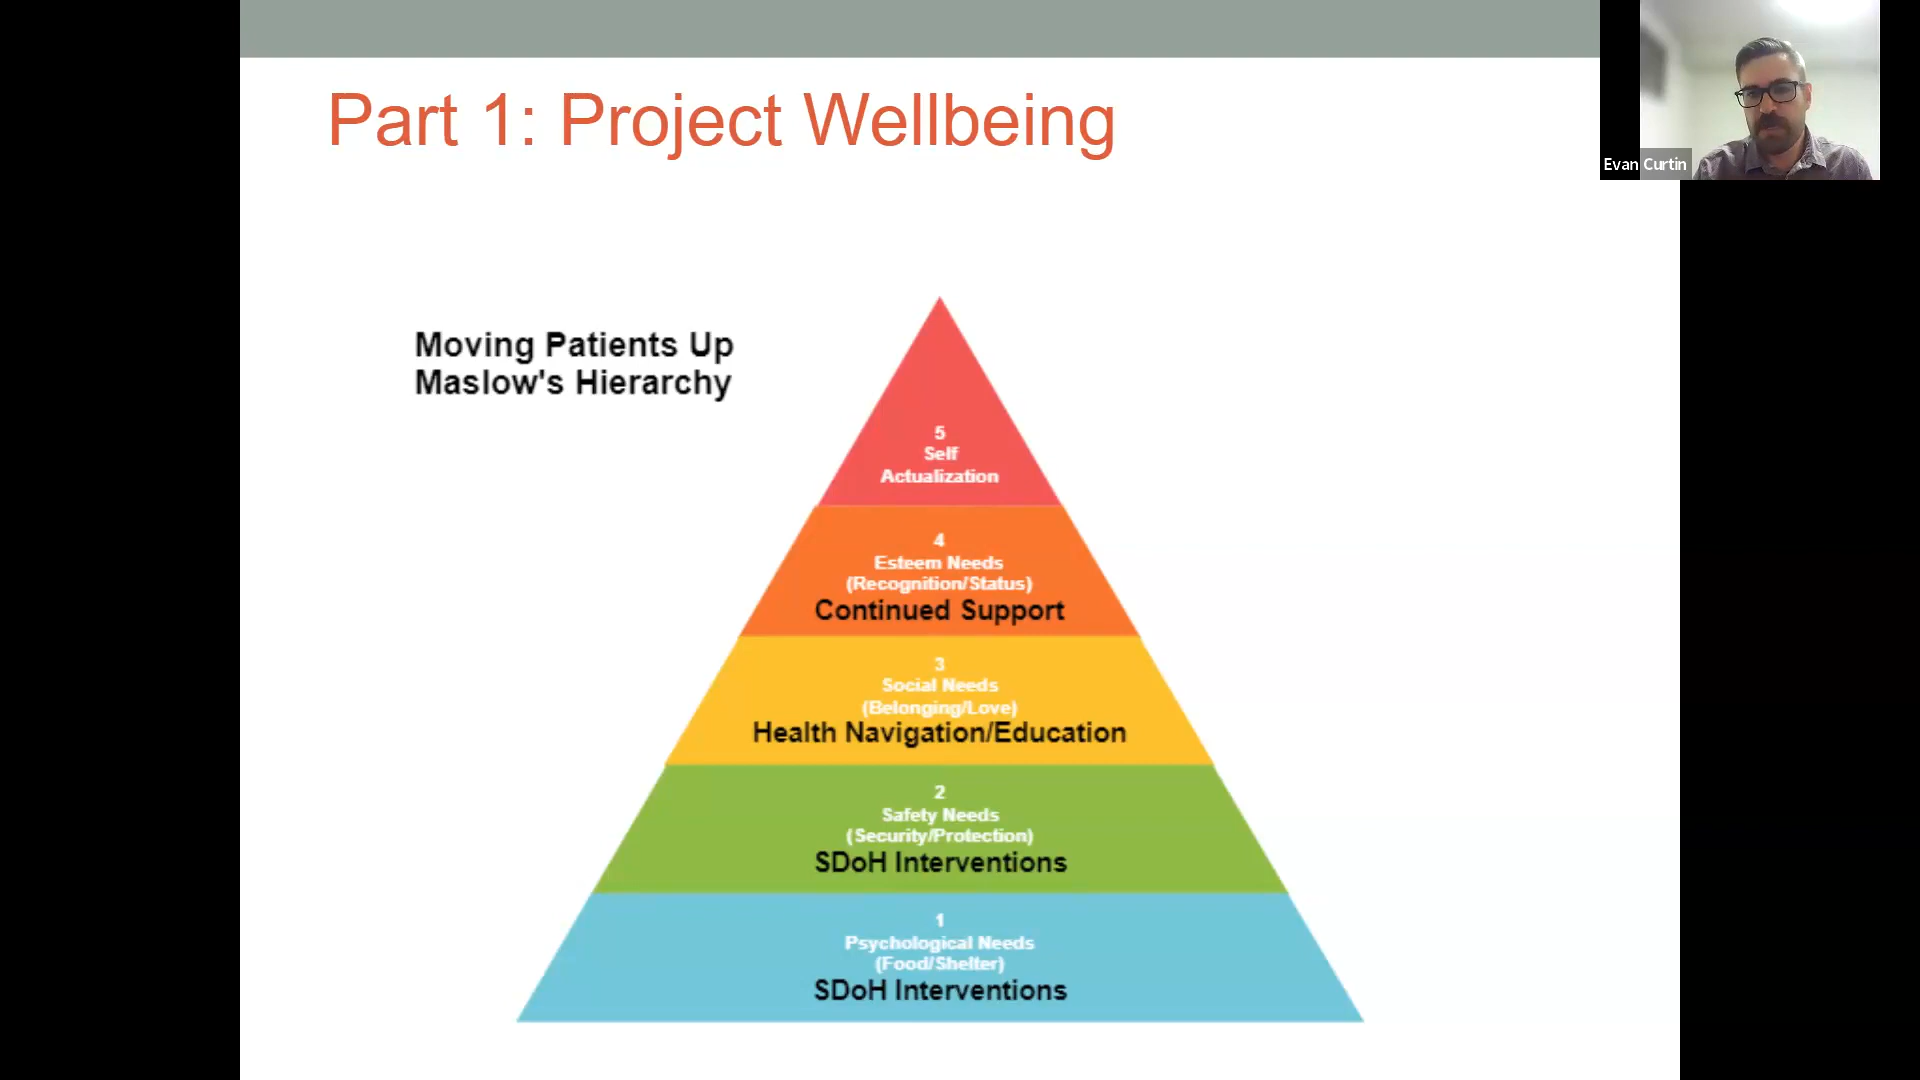 Part 1: Project Wellbeing
Evan Curtin
Moving Patients Up
Maslow's Hierarchy
5
Self
Actualization
4
Esteem Needs
(Recognition/Status)
Continued Support
3
Social Needs
(Belonging/Love)
Health Navigation/Education
2
Safety Needs
(Security/Protection)
SDoH Interventions
1
Psychological Needs
(Food/Shelter)
SDoH Interventions